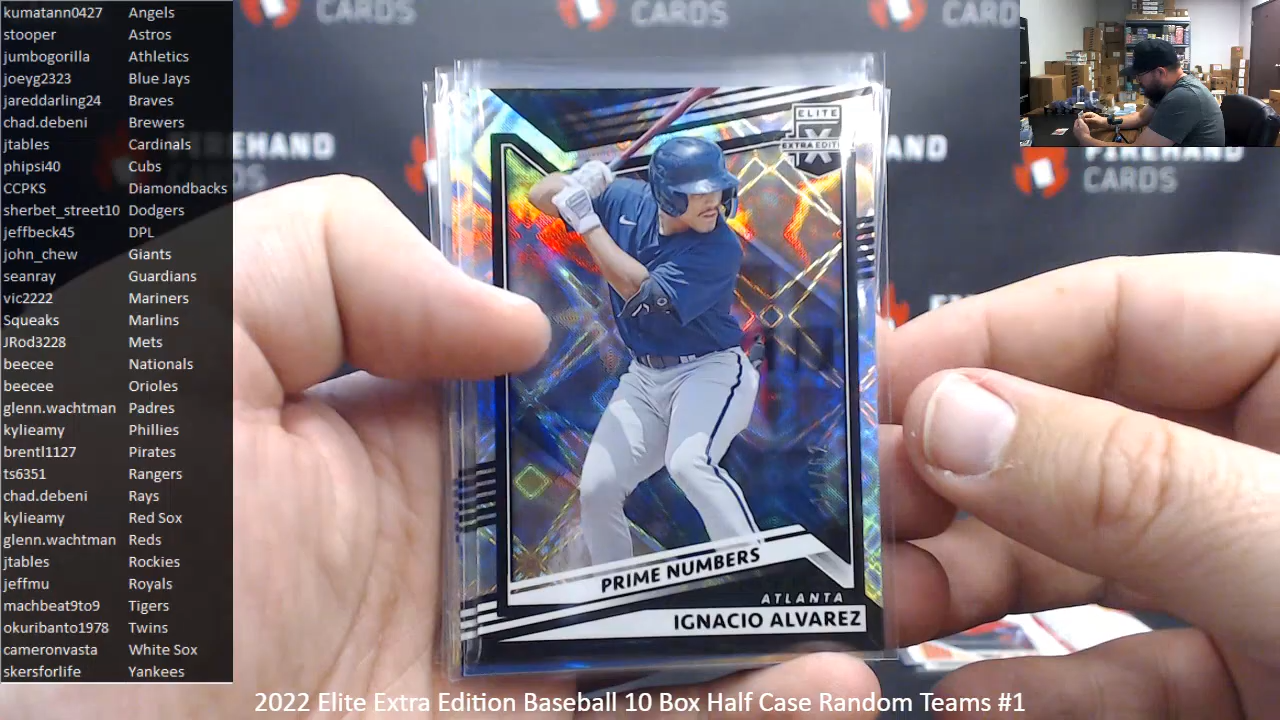 kumatann0427 Angels
stooper Astros
jumbogorilla Athletics
joeyg2323 Blue Jays
jareddarling24 Braves
chad.debeni Brewers
jtables Cardinals
phipsi40 Cubs
CCPKS Diamondbacks
sherbet_street10 Dodgers
jeffbeck45 DPL
john_chew Giants
seanray Guardians
vic2222 Mariners
Squeaks Marlins
JRod3228 Mets
beecee Nationals
beecee Orioles
glenn.wachtman Padres
kylieamy Phillies
brentl1127 Pirates
ts6351 Rangers
chad.debeni Rays
kylieamy Red Sox
glenn.wachtman Reds
jtables Rockies
jeffmu Royals
machbeat9to9 Tigers
okuribanto1978 Twins
cameronvasta White Sox
skersforlife Yankees
CARDS
CARDS
CARDS
CARDS
ELITE
X
EXTRA EDITION
PRIME NUMBERS
ATLANTA
IGNACIO ALVAREZ
2022 Elite Extra Edition Baseball 10 Box Half Case Random Teams #1